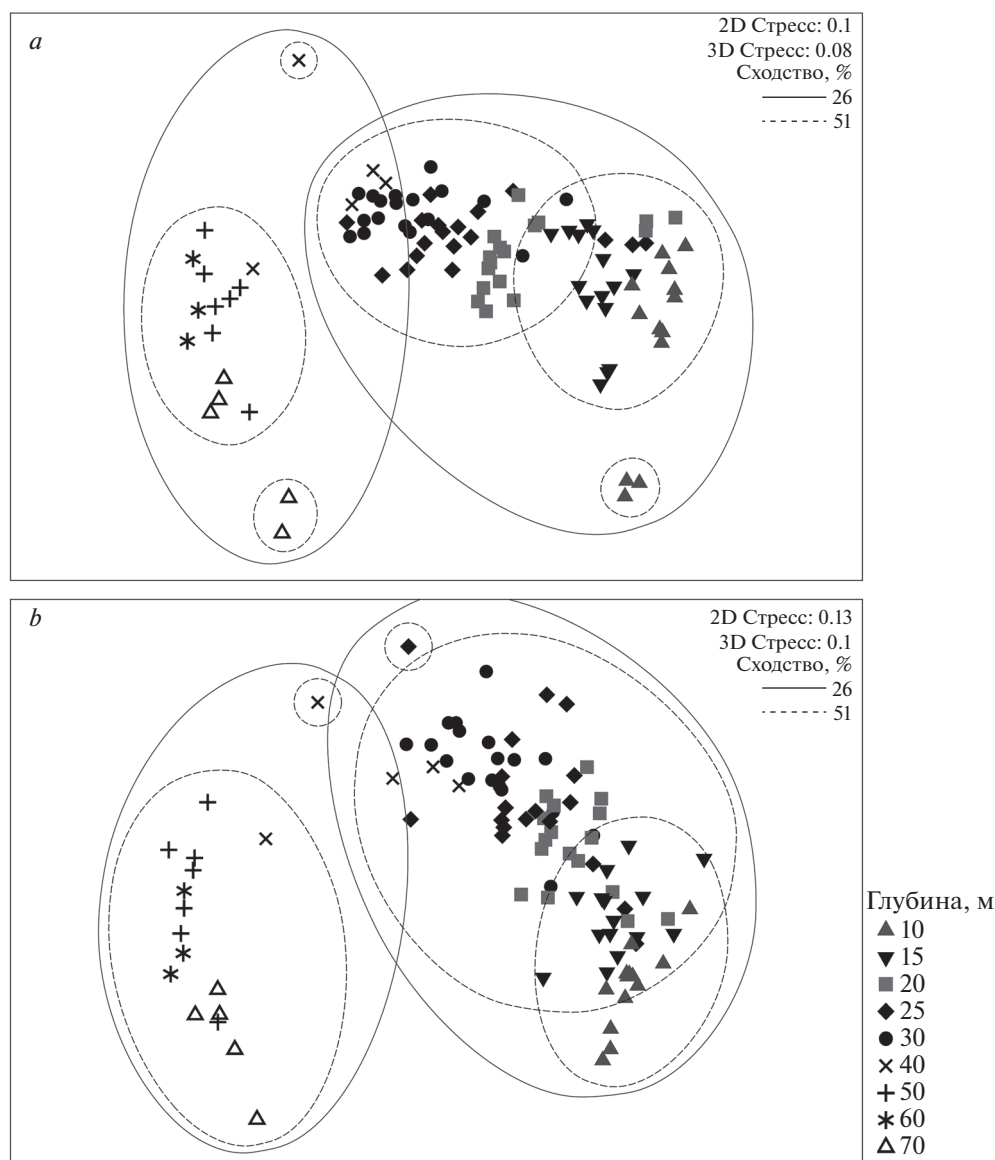 a
2D Стресс: 0.1
3D Стресс: 0.08
Сходство, %
26
51
b
2D Стресс: 0.13
3D Стресс: 0.1
Сходство, %
26
51
Глубина, м
10
15
20
25
30
40
50
60
70